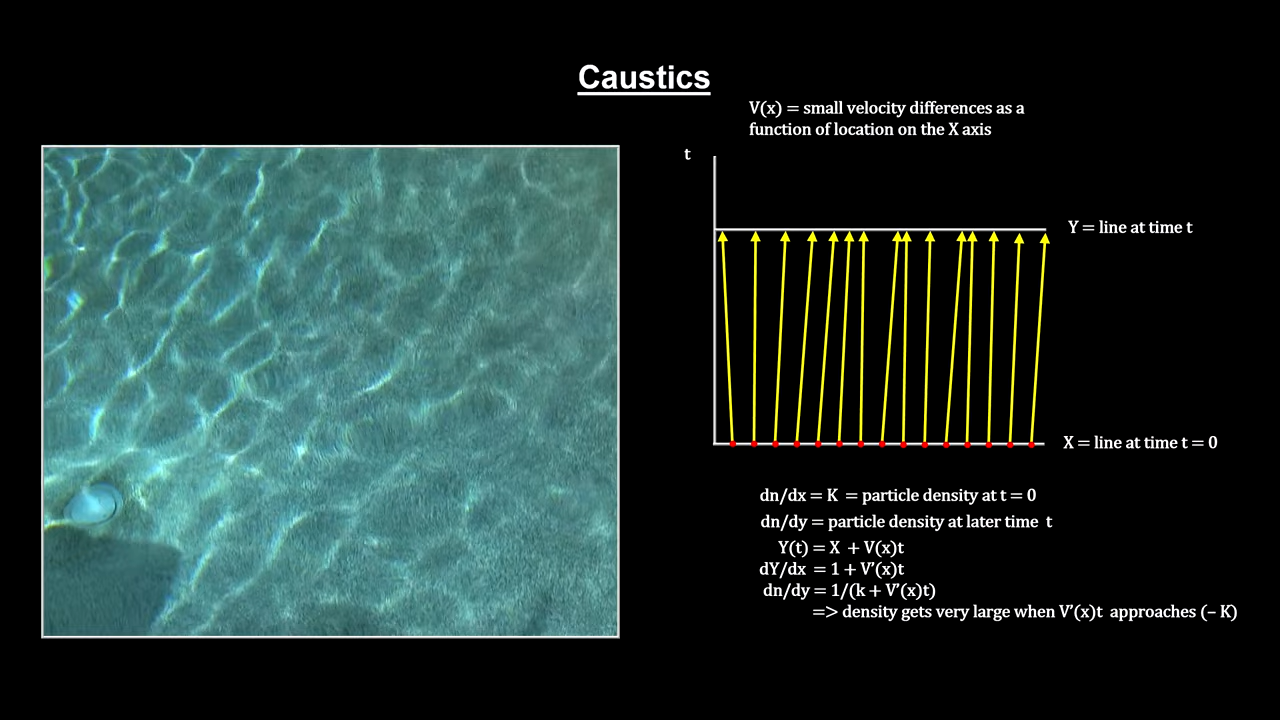 Caustics
V(x) = small velocity differences as a
function of location on the X axis
t
Y = line at time t
X = line at time t = 0
dn/dx = K = particle density at t = 0
dn/dy = particle density at later time t
Y(t) = X + V(x)t
dY/dx = 1 + V'(x)t
dn/dy = 1/(k + V'(x)t)
=> density gets very large when V'(x)t approaches (– K)